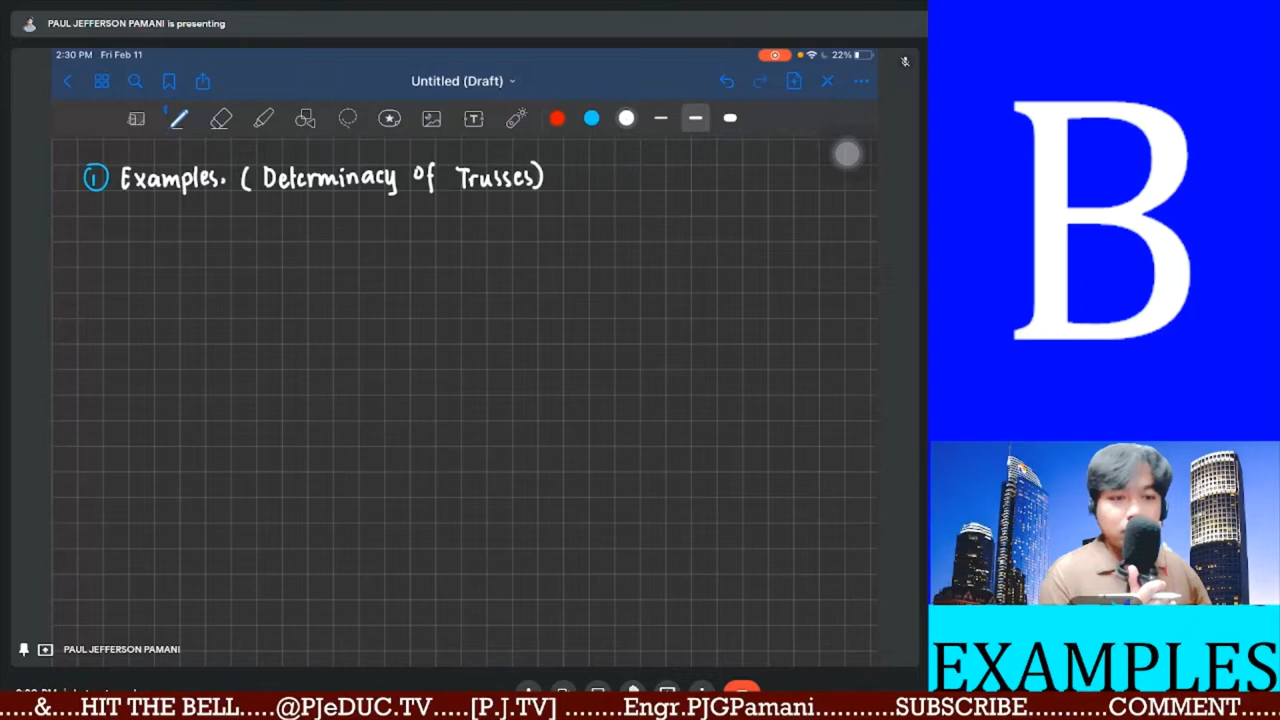 PAUL JEFFERSON PAMANI is presenting
2:30 PM Fri Feb 11
22%
Untitled (Draft)
T
1 Examples. ( Determinacy of Trusses)
B
PAUL JEFFERSON PAMANI
EXAMPLES
....&....HIT THE BELL.....@PJeDUC.TV.....[P.J.TV] ........Engr.PJGPamani..........SUBSCRIBE.........COMMENT.....